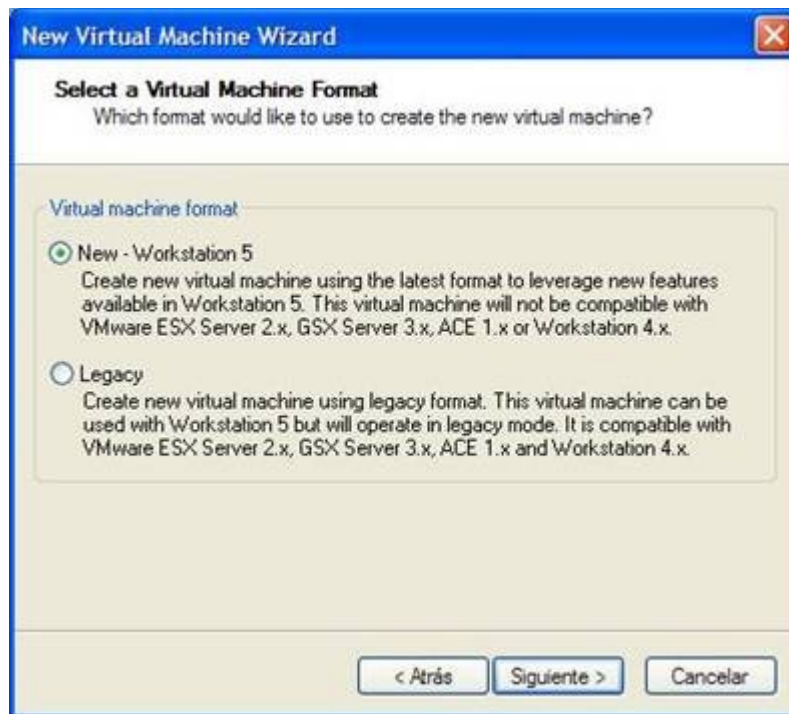 New Virtual Machine Wizard
Select a Virtual Machine Format
Which format would like to use to create the new virtual machine?
Virtual machine format
New - Workstation 5
Create new virtual machine using the latest format to leverage new features
available in Workstation 5. This virtual machine will not be compatible with
VMware ESX Server 2.x, GSX Server 3.x, ACE 1.x or Workstation 4.x.
Legacy
Create new virtual machine using legacy format. This virtual machine can be
used with Workstation 5 but will operate in legacy mode. It is compatible with
VMware ESX Server 2.x, GSX Server 3.x, ACE 1.x and Workstation 4.x.
< Atrás Siguiente > Cancelar